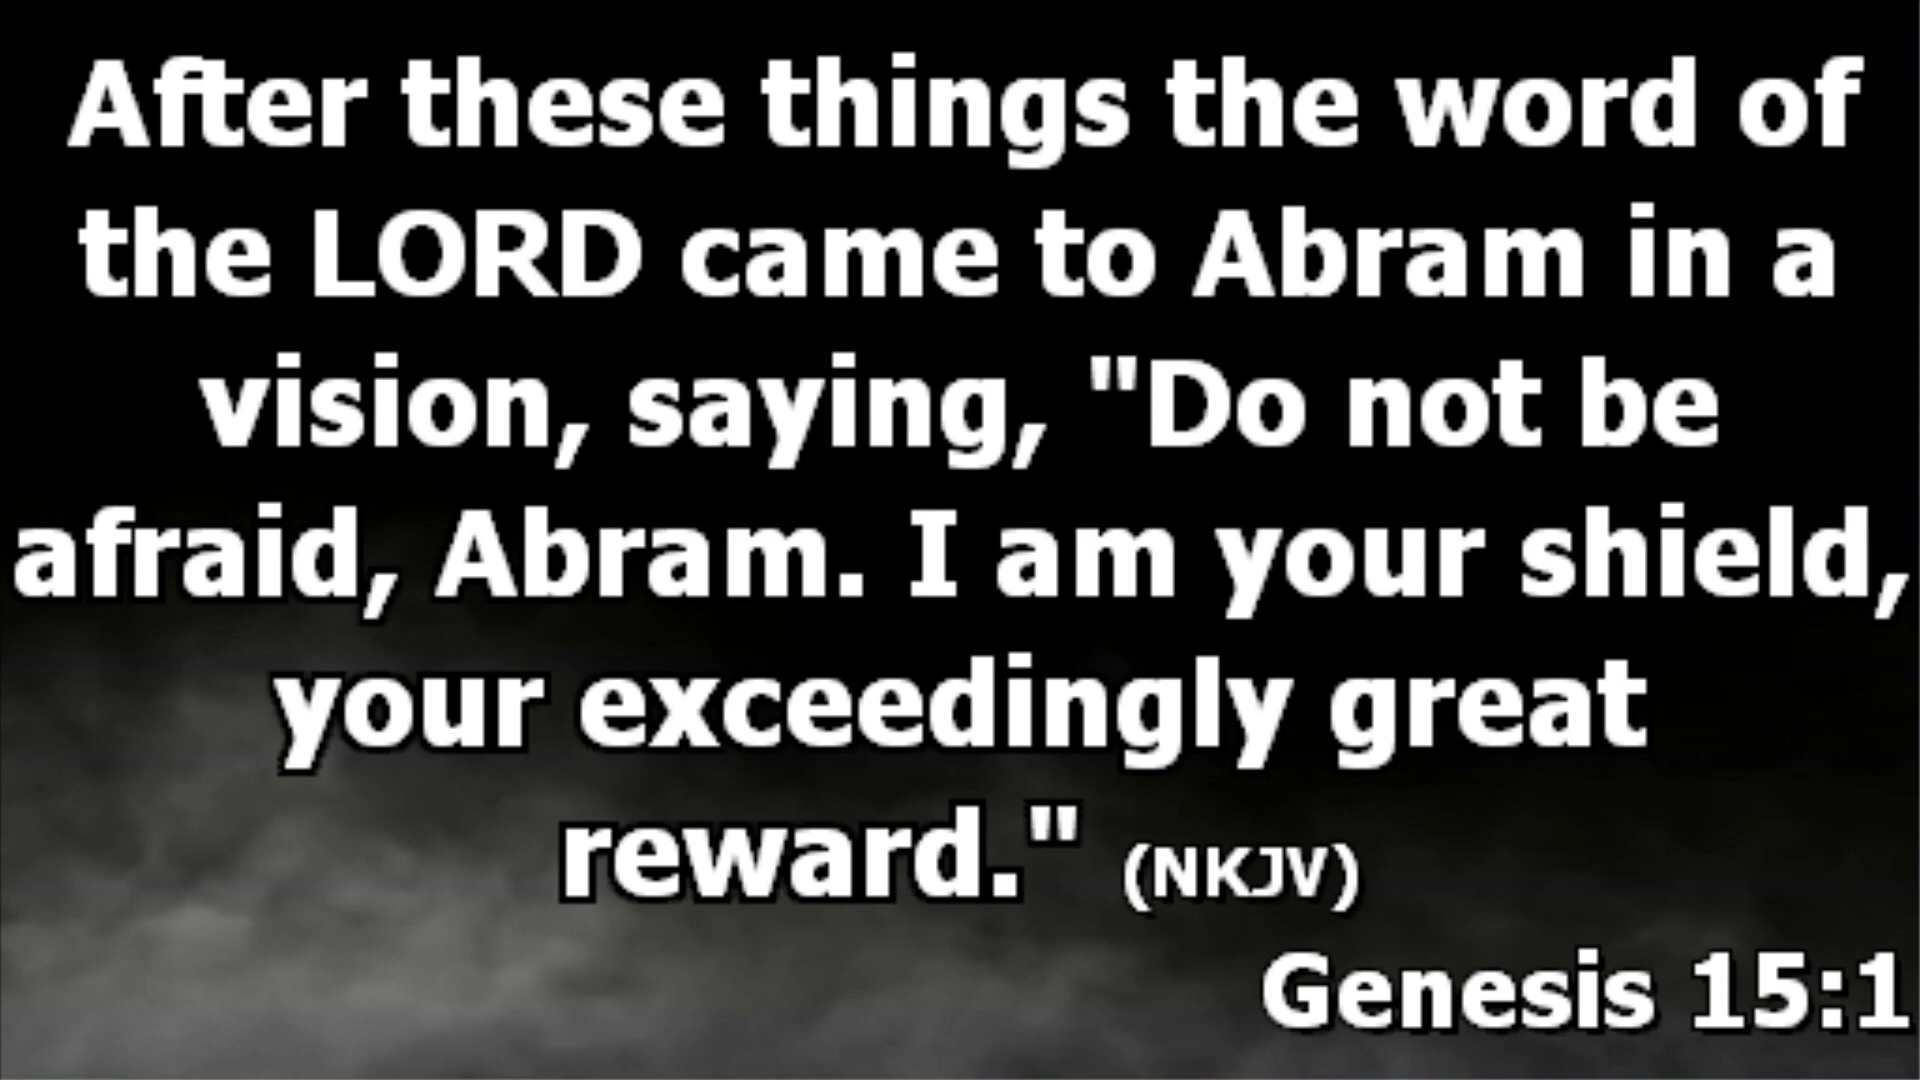 After these things the word of
the LORD came to Abram in a
vision, saying, "Do not be
afraid, Abram. I am your shield,
your exceedingly great
reward." (NKJV)
Genesis 15:1